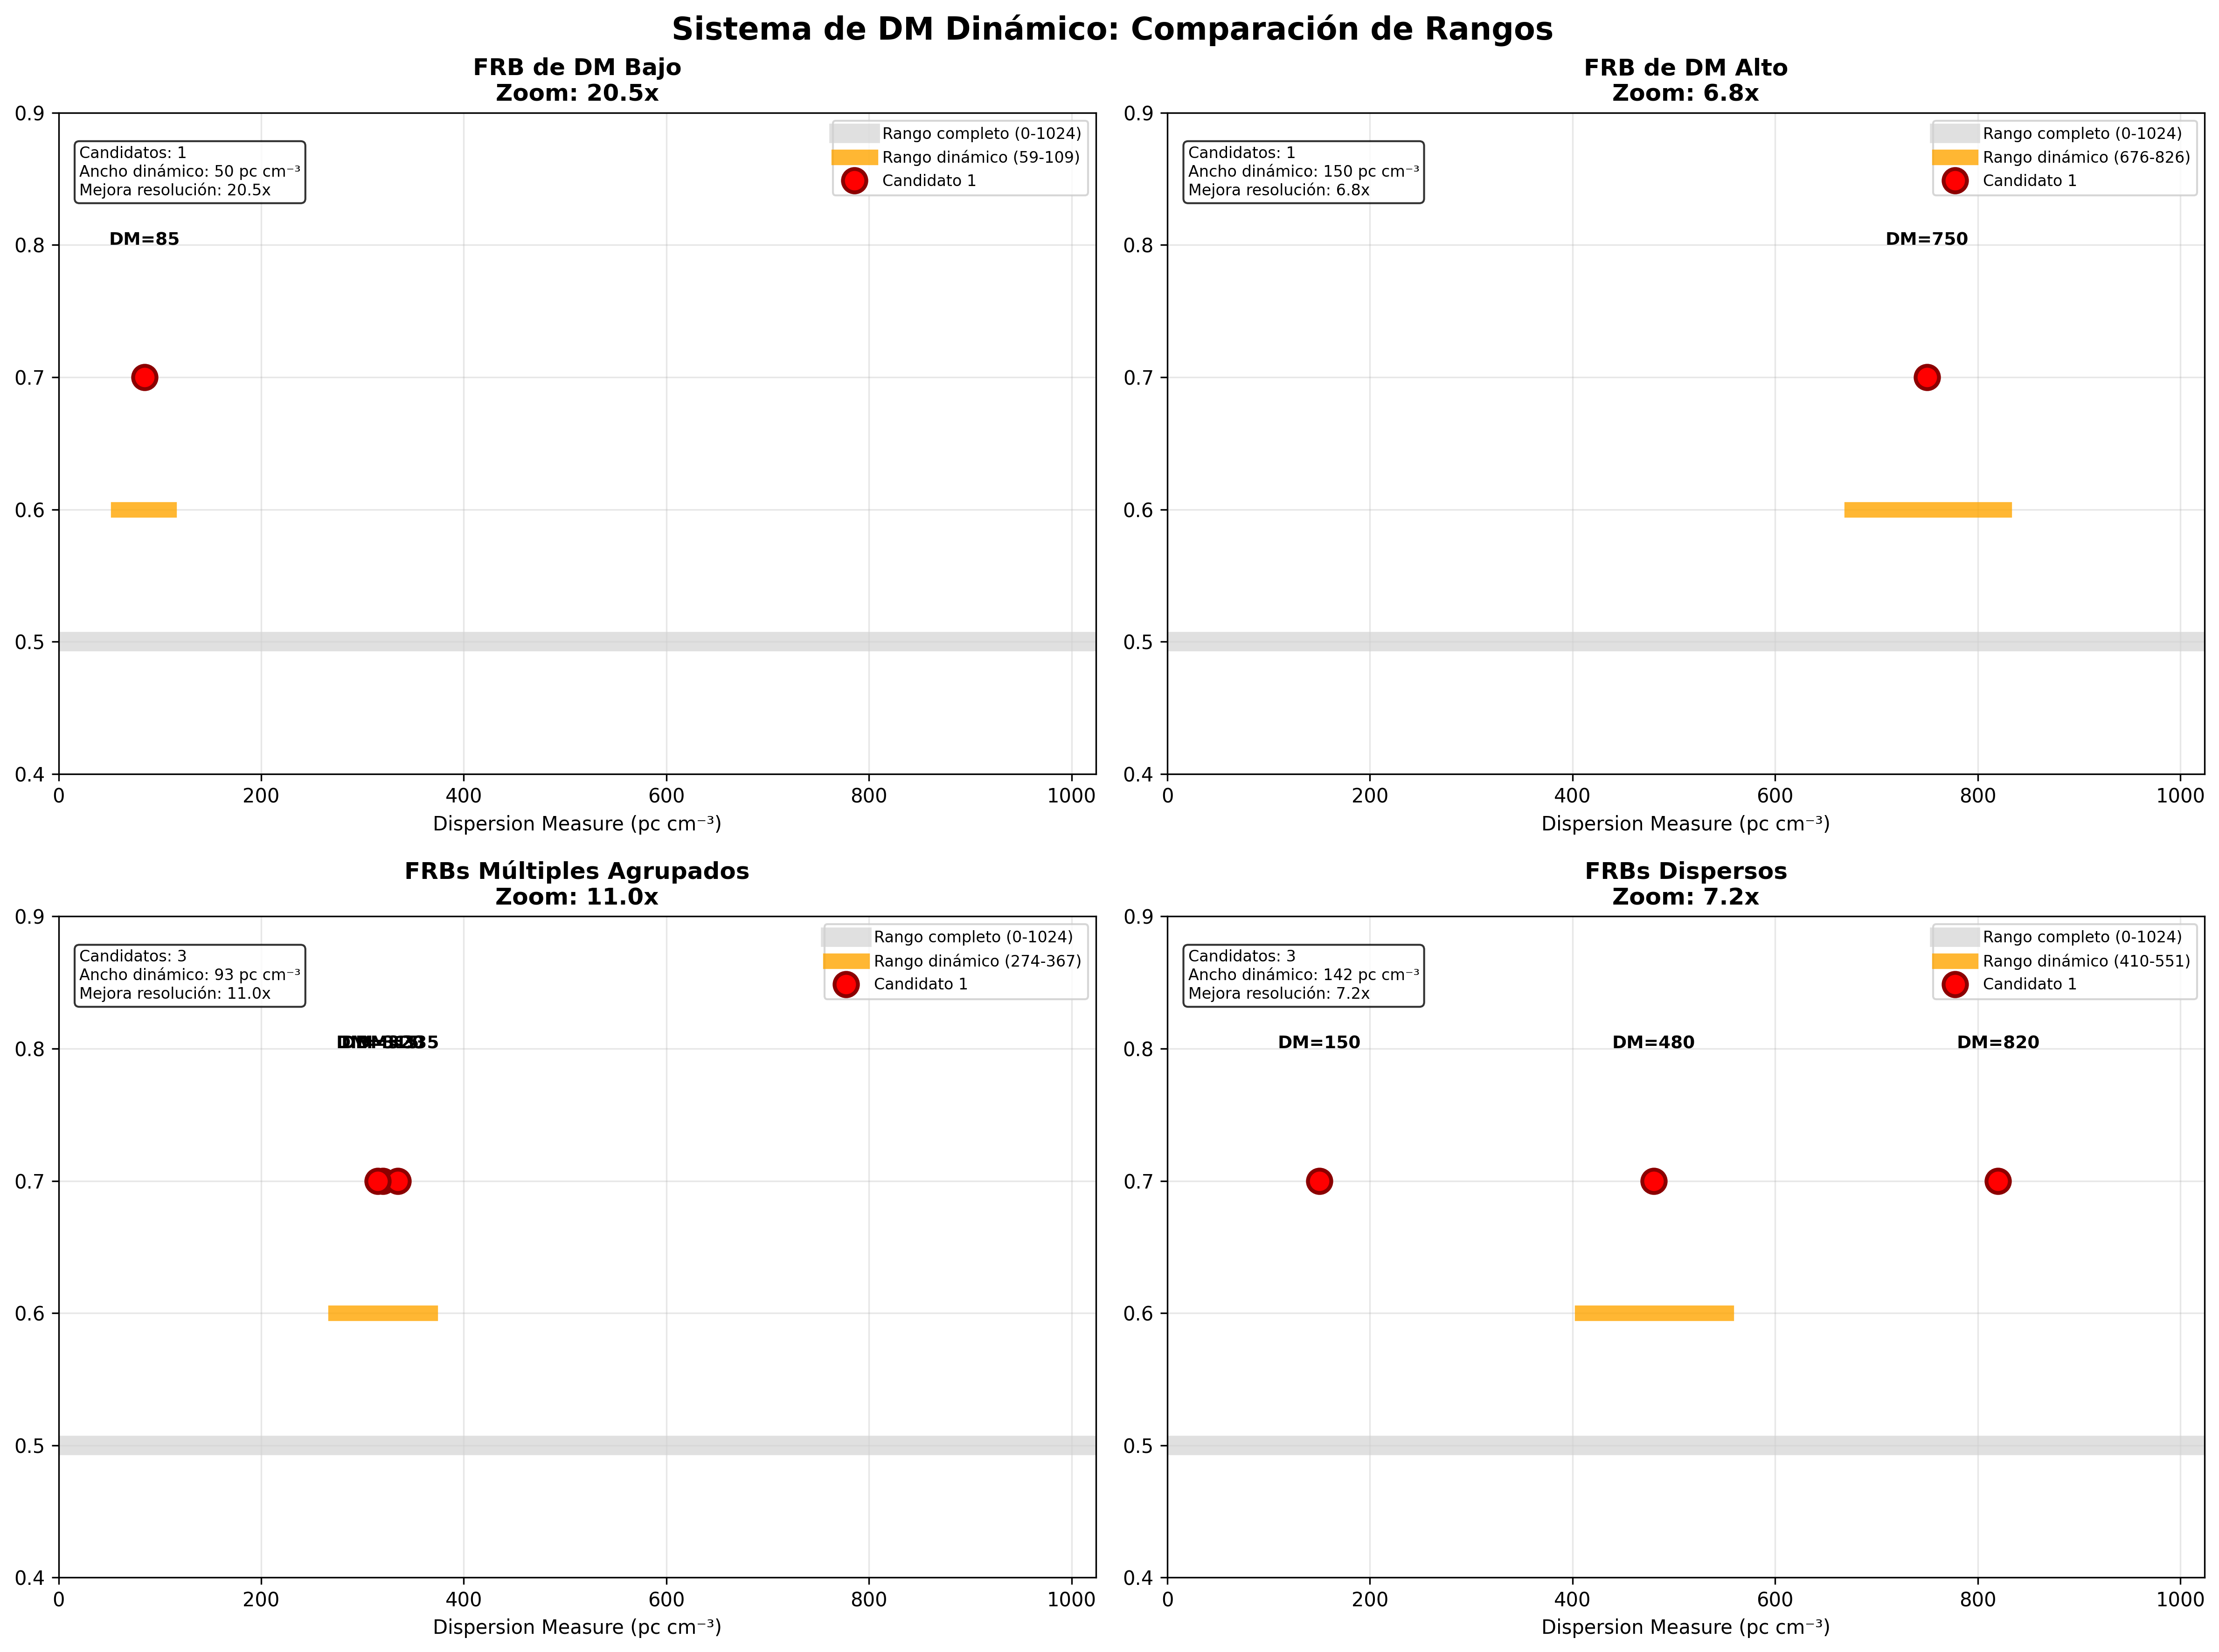 Sistema de DM Dinámico: Comparación de Rangos
FRB de DM Bajo
Zoom: 20.5x
0.9
0.8
0.7
0.6
0.5
0.4
Candidatos: 1
Ancho dinámico: 50 pc cm⁻³
Mejora resolución: 20.5x
Rango completo (0-1024)
Rango dinámico (59-109)
Candidato 1
DM=85
0 200 400 600 800 1000
Dispersion Measure (pc cm⁻³)
FRB de DM Alto
Zoom: 6.8x
0.9
0.8
0.7
0.6
0.5
0.4
Candidatos: 1
Ancho dinámico: 150 pc cm⁻³
Mejora resolución: 6.8x
Rango completo (0-1024)
Rango dinámico (676-826)
Candidato 1
DM=750
0 200 400 600 800 1000
Dispersion Measure (pc cm⁻³)
FRBs Múltiples Agrupados
Zoom: 11.0x
0.9
0.8
0.7
0.6
0.5
0.4
Candidatos: 3
Ancho dinámico: 93 pc cm⁻³
Mejora resolución: 11.0x
Rango completo (0-1024)
Rango dinámico (274-367)
Candidato 1
0 200 400 600 800 1000
Dispersion Measure (pc cm⁻³)
FRBs Dispersos
Zoom: 7.2x
0.9
0.8
0.7
0.6
0.5
0.4
Candidatos: 3
Ancho dinámico: 142 pc cm⁻³
Mejora resolución: 7.2x
Rango completo (0-1024)
Rango dinámico (410-551)
Candidato 1
DM=150 DM=480 DM=820
0 200 400 600 800 1000
Dispersion Measure (pc cm⁻³)